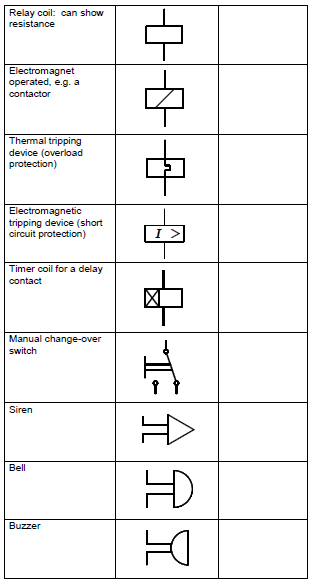 Relay coil:  can show
resistance
Electromagnet
operated, e.g. a
contactor
Thermal tripping
device (overload
protection)
Electromagnetic
tripping device (short
circuit protection)
I >
Timer coil for a delay
contact
Manual change-over
switch
Siren
Bell
Buzzer